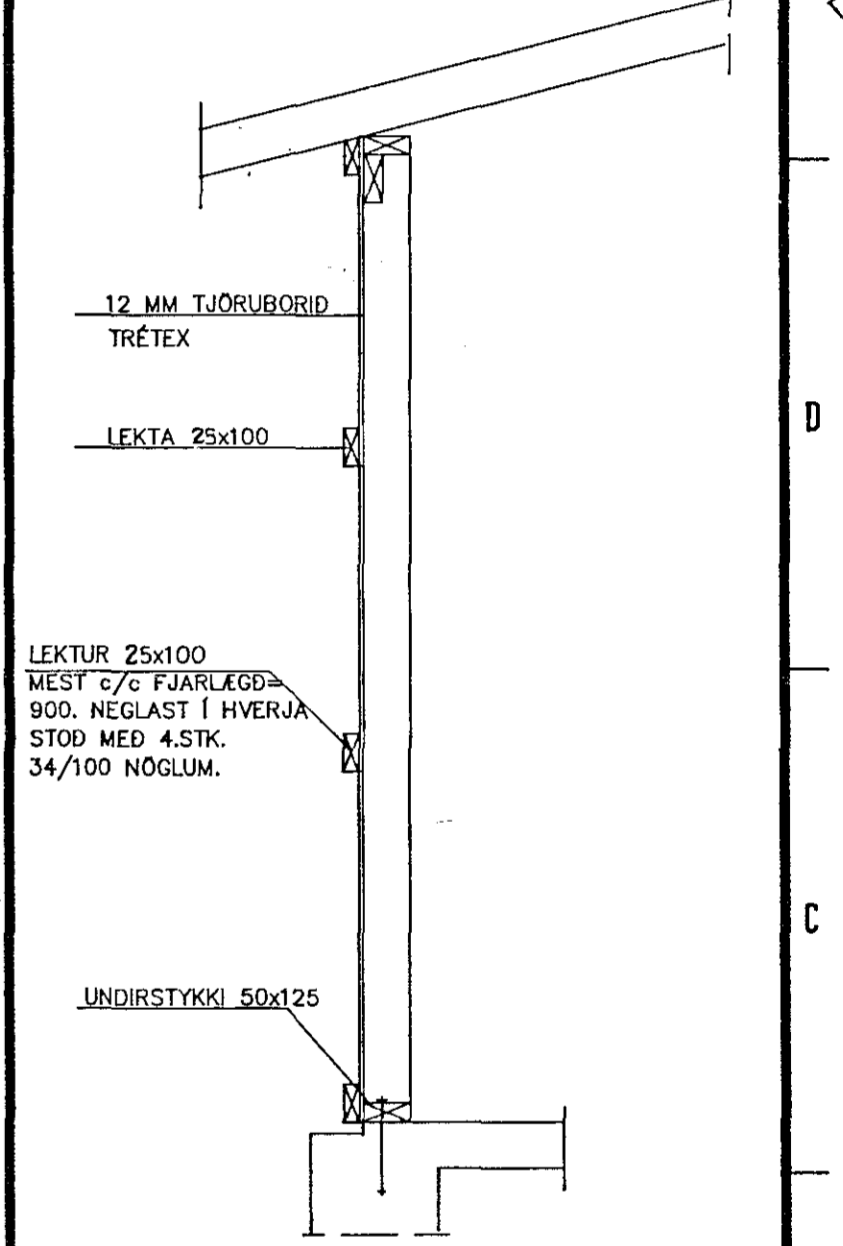 12 MM TJÖRUBORIÐ
TRÉTEX
D
LEKTA 25x100
LEKTUR 25x100
MEST c/c FJARLÆGÐ=
900. NEGLAST Í HVERJA
STOÐ MEÐ 4.STK.
34/100 NÖGLUM.
C
UNDIRSTYKKI 50x125